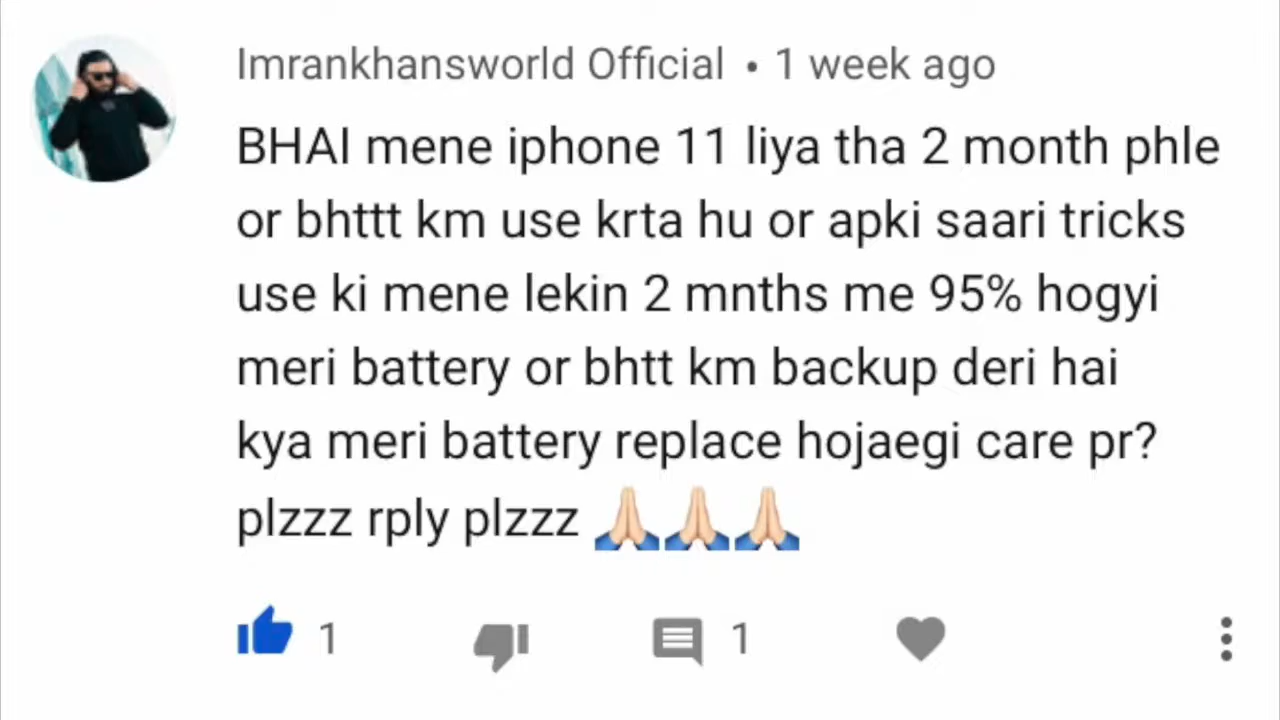 Imrankhansworld Official • 1 week ago
BHAI mene iphone 11 liya tha 2 month phle
or bhttt km use krta hu or apki saari tricks
use ki mene lekin 2 mnths me 95% hogyi
meri battery or bhtt km backup deri hai
kya meri battery replace hojaegi care pr?
plzzz rply plzzz 🙏🏻🙏🏻🙏🏻
1 1